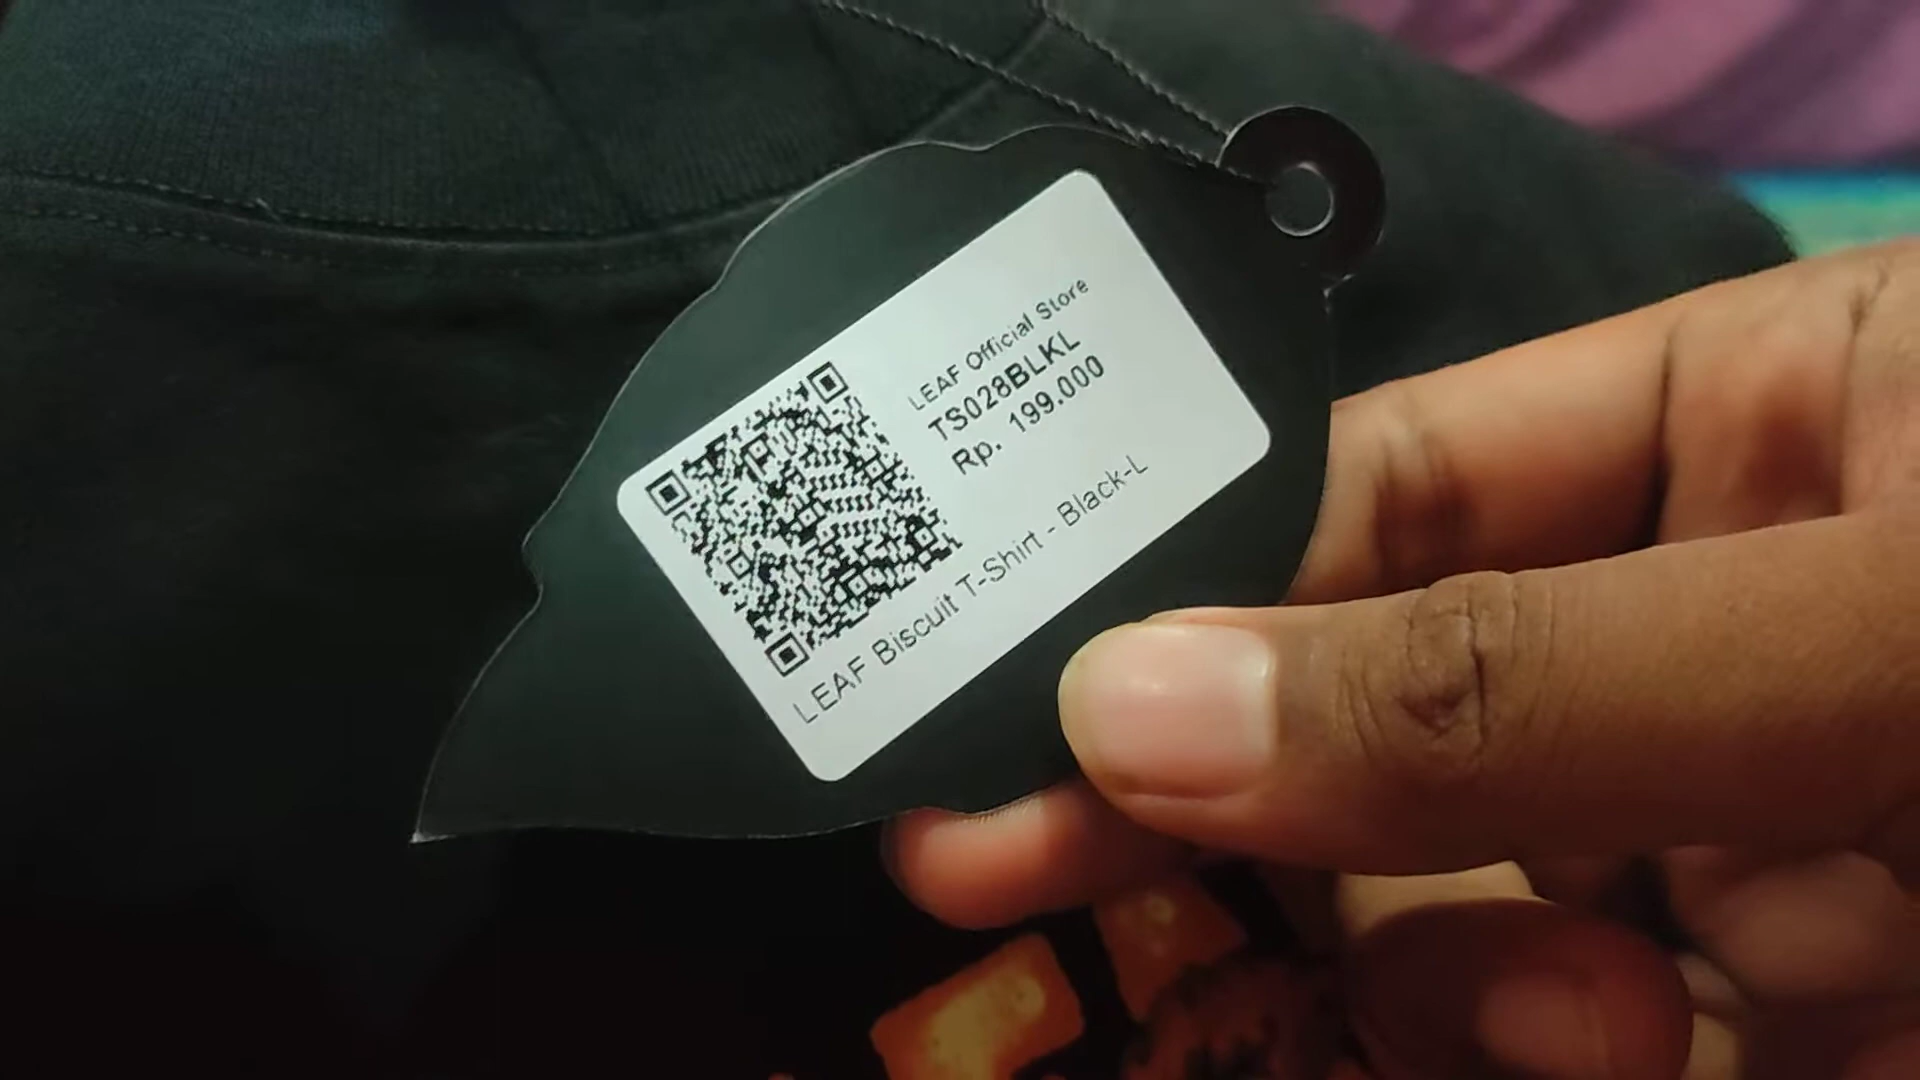 LEAF Official Store
TS028BLKL
Rp. 199.000
LEAF Biscuit T-Shirt - Black-L